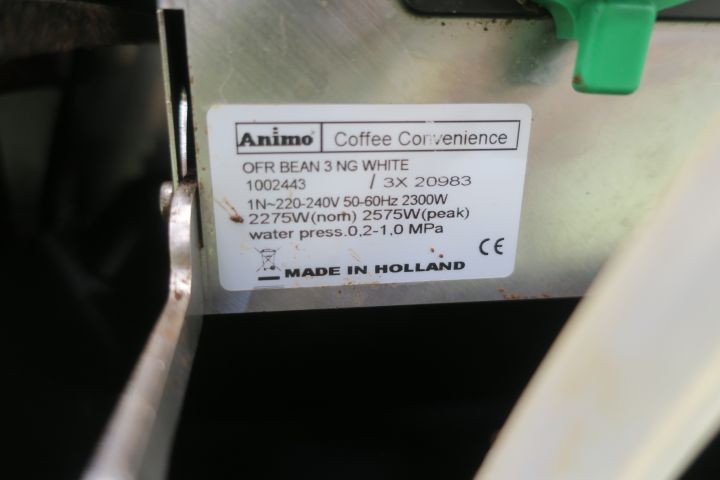 Animo Coffee Convenience
OFR BEAN 3 NG WHITE
1002443 / 3X 20983
1N~220-240V 50-60Hz 2300W
2275W(nom) 2575W(peak)
water press.0,2-1,0 MPa
CE
MADE IN HOLLAND